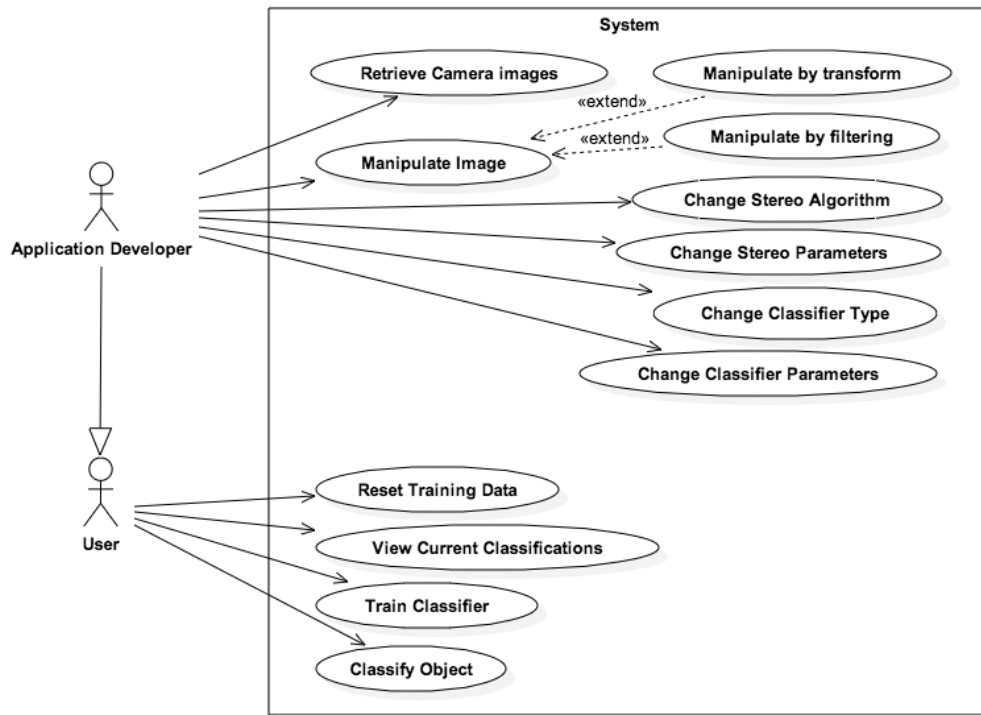 System
Retrieve Camera images
Manipulate by transform
«extend»
«extend»
Manipulate by filtering
Manipulate Image
Change Stereo Algorithm
Application Developer
Change Stereo Parameters
Change Classifier Type
Change Classifier Parameters
Reset Training Data
User
View Current Classifications
Train Classifier
Classify Object